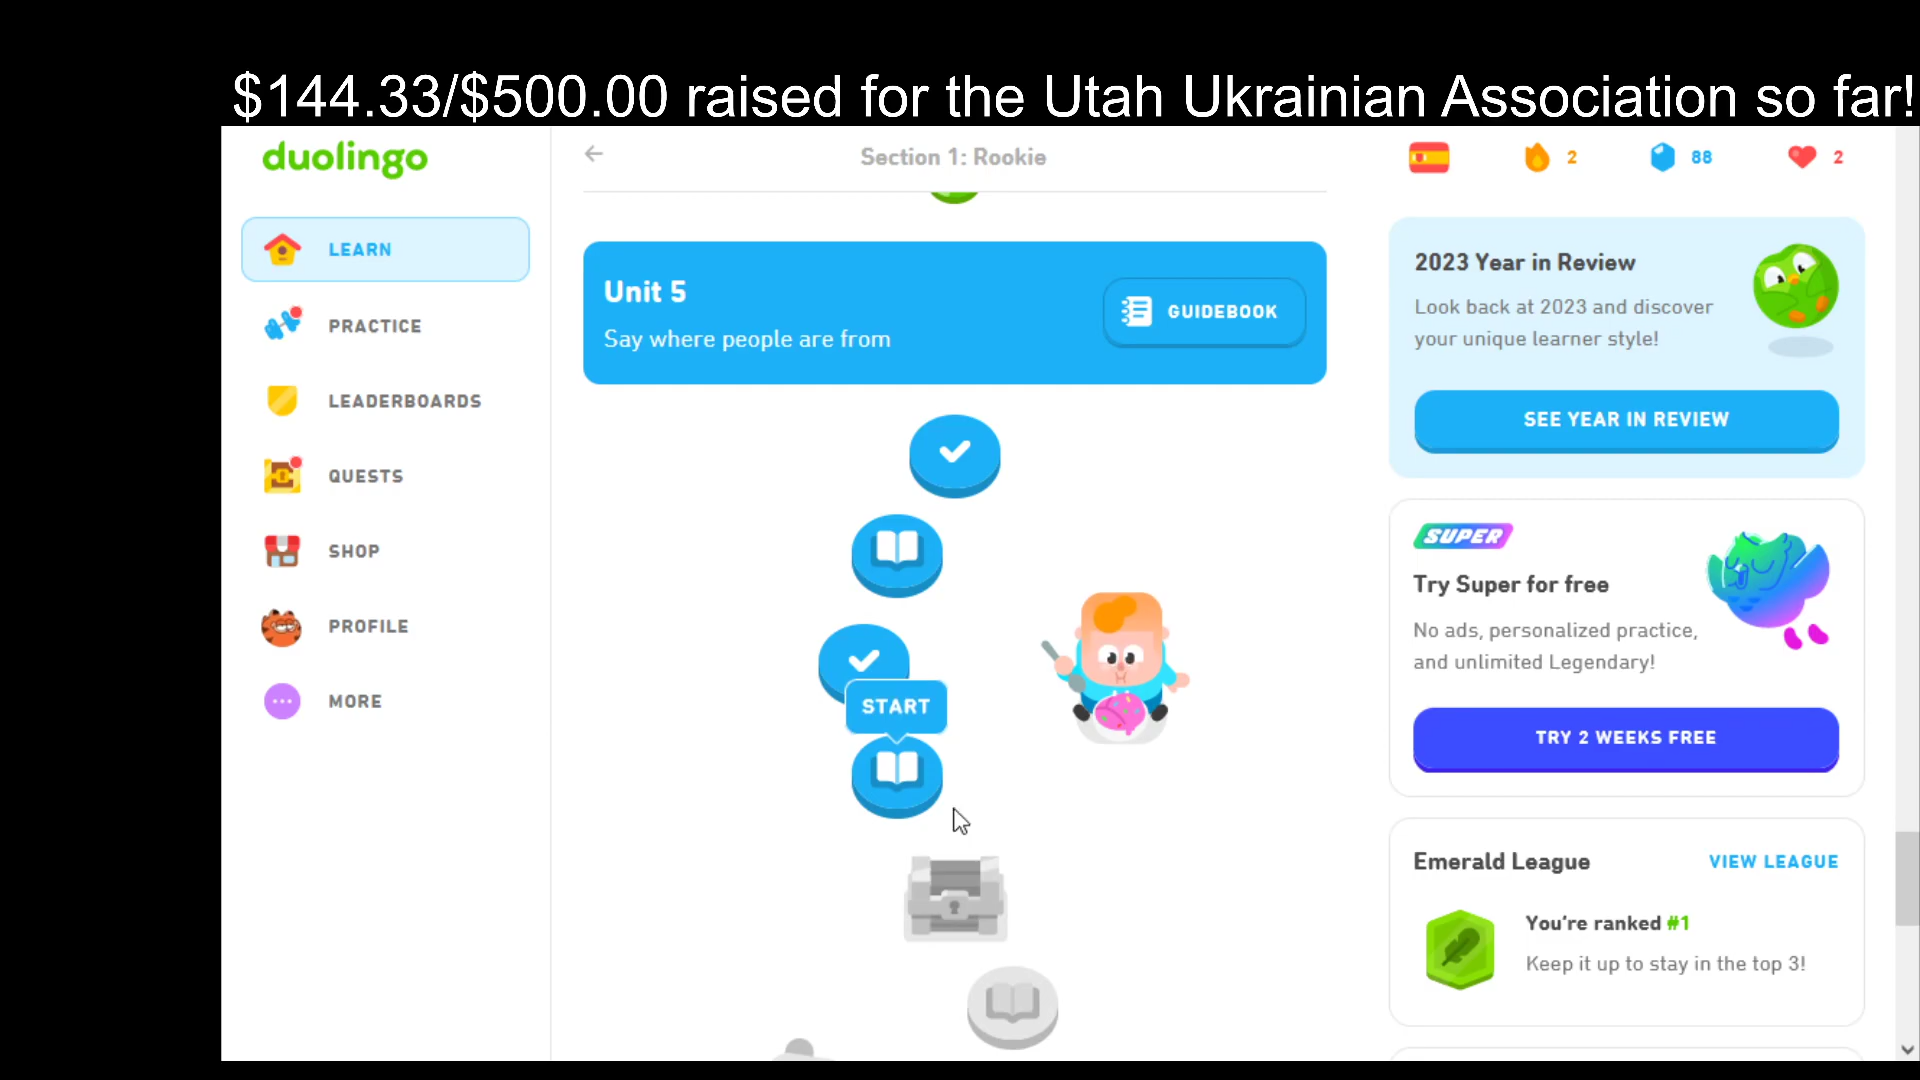 $144.33/$500.00 raised for the Utah Ukrainian Association so far!
duolingo
LEARN
PRACTICE
LEADERBOARDS
QUESTS
SHOP
PROFILE
MORE
Section 1: Rookie
Unit 5
Say where people are from
GUIDEBOOK
START
2
88
2
2023 Year in Review
Look back at 2023 and discover
your unique learner style!
SEE YEAR IN REVIEW
SUPER
Try Super for free
No ads, personalized practice,
and unlimited Legendary!
TRY 2 WEEKS FREE
Emerald League
VIEW LEAGUE
You're ranked #1
Keep it up to stay in the top 3!